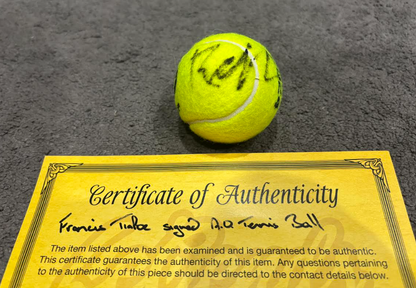 Certificate of Authenticity
Francis Tiafoe signed A.O Tennis Ball
The item listed above has been examined and is guaranteed to be authentic.
This certificate guarantees the authenticity of this item. Any questions pertaining
to the authenticity of this piece should be directed to the contact details below.